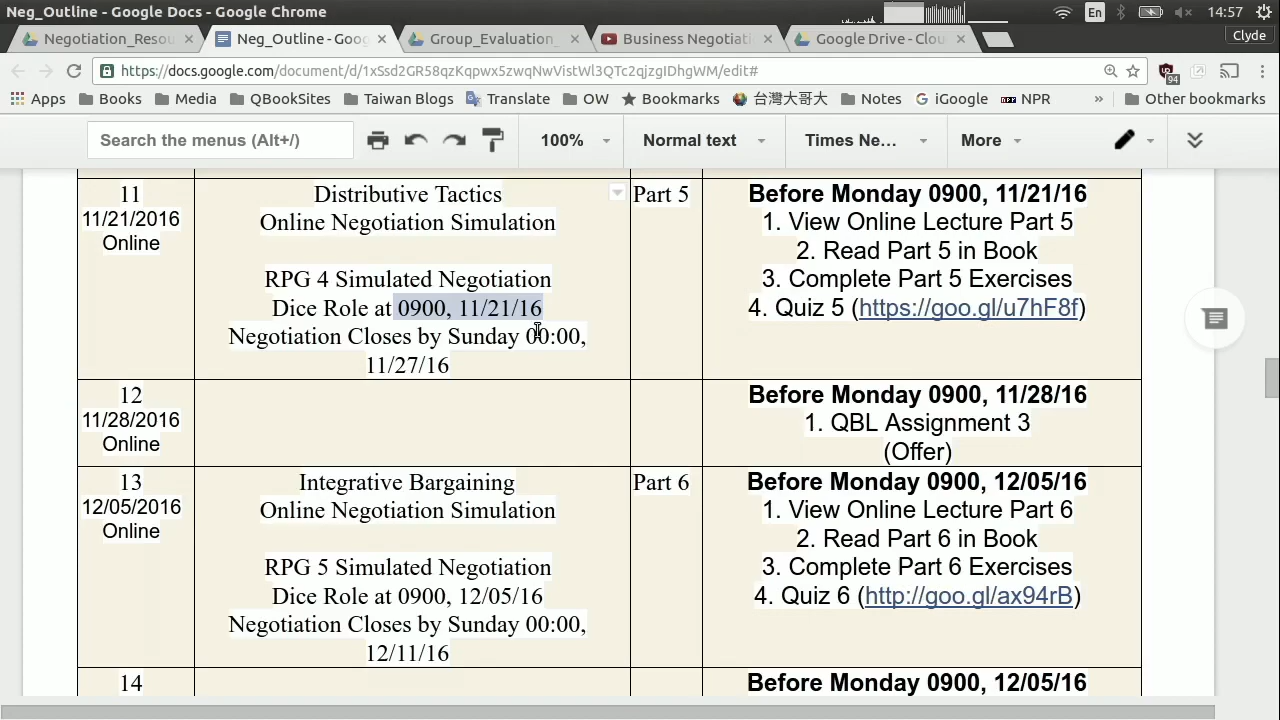 Neg_Outline - Google Docs - Google Chrome
En
14:57
Negotiation_Resou
Neg_Outline - Goog
Group_Evaluation_
Business Negotiati
Google Drive - Clou
Clyde
https://docs.google.com/document/d/1xSsd2GR58qzKqpwx5zwqNwVistWl3QTc2qjzgIDhgWM/edit#
94
Apps
Books
Media
QBookSites
Taiwan Blogs
Translate
OW
Bookmarks
台灣大哥大
Notes
iGoogle
npr NPR
»
Other bookmarks
Search the menus (Alt+/)
100%
Normal text
Times Ne...
More
11
11/21/2016
Online
Distributive Tactics
Online Negotiation Simulation
RPG 4 Simulated Negotiation
Dice Role at 0900, 11/21/16
Negotiation Closes by Sunday 00:00,
11/27/16
Part 5
Before Monday 0900, 11/21/16
1. View Online Lecture Part 5
2. Read Part 5 in Book
3. Complete Part 5 Exercises
4. Quiz 5 (https://goo.gl/u7hF8f)
12
11/28/2016
Online
Before Monday 0900, 11/28/16
1. QBL Assignment 3
(Offer)
13
12/05/2016
Online
Integrative Bargaining
Online Negotiation Simulation
RPG 5 Simulated Negotiation
Dice Role at 0900, 12/05/16
Negotiation Closes by Sunday 00:00,
12/11/16
Part 6
Before Monday 0900, 12/05/16
1. View Online Lecture Part 6
2. Read Part 6 in Book
3. Complete Part 6 Exercises
4. Quiz 6 (http://goo.gl/ax94rB)
14
Before Monday 0900, 12/05/16